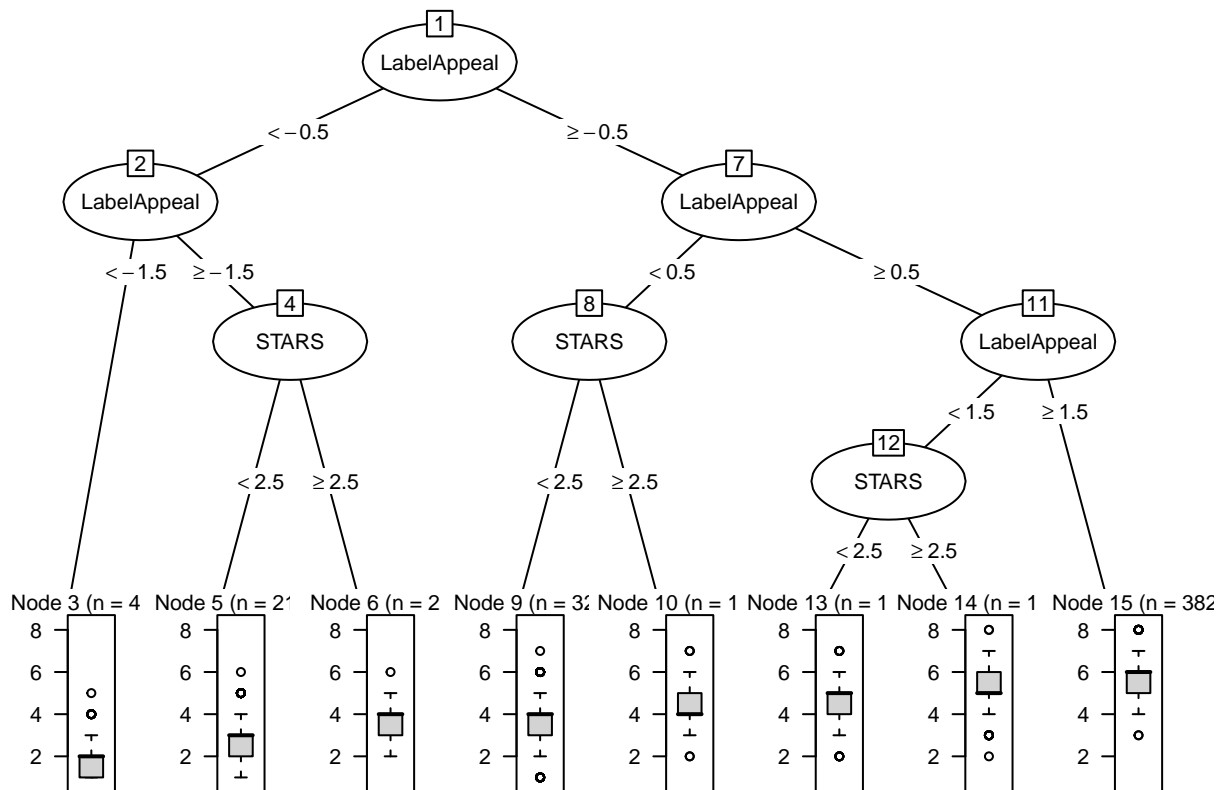 1
LabelAppeal
< −0.5 ≥ −0.5
2 7
LabelAppeal LabelAppeal
< −1.5 ≥ −1.5 < 0.5 ≥ 0.5
4 8 11
STARS STARS LabelAppeal
< 1.5 ≥ 1.5
12
STARS
< 2.5 ≥ 2.5 < 2.5 ≥ 2.5
< 2.5 ≥ 2.5
Node 3 (n = 4 Node 5 (n = 21 Node 6 (n = 2 Node 9 (n = 32 Node 10 (n = 1 Node 13 (n = 1 Node 14 (n = 1 Node 15 (n = 382
8 8 8 8 8 8 8 8
6 6 6 6 6 6 6 6
4 4 4 4 4 4 4 4
2 2 2 2 2 2 2 2